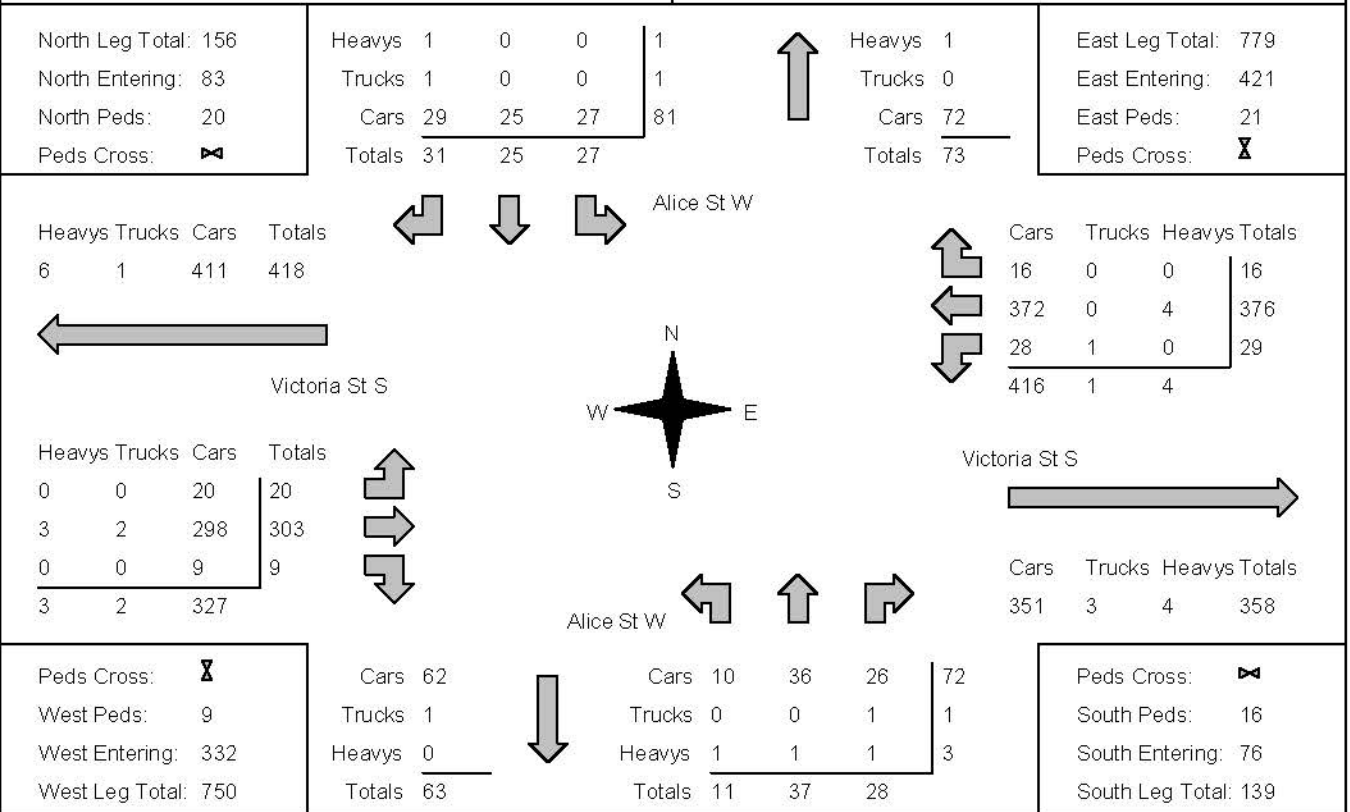 North Leg Total: 156
North Entering: 83
North Peds: 20
Peds Cross:
Heavys 1 0 0 1
Trucks 1 0 0 1
Cars 29 25 27 81
Totals 31 25 27
Heavys 1
Trucks 0
Cars 72
Totals 73
East Leg Total: 779
East Entering: 421
East Peds: 21
Peds Cross:
Alice St W
Heavys Trucks Cars Totals
6 1 411 418
Cars Trucks Heavys Totals
16 0 0 16
372 0 4 376
28 1 0 29
416 1 4
Victoria St S
N
W E
S
Heavys Trucks Cars Totals
0 0 20 20
3 2 298 303
0 0 9 9
3 2 327
Victoria St S
Cars Trucks Heavys Totals
351 3 4 358
Alice St W
Peds Cross:
West Peds: 9
West Entering: 332
West Leg Total: 750
Cars 62
Trucks 1
Heavys 0
Totals 63
Cars 10 36 26 72
Trucks 0 0 1 1
Heavys 1 1 1 3
Totals 11 37 28
Peds Cross:
South Peds: 16
South Entering: 76
South Leg Total: 139